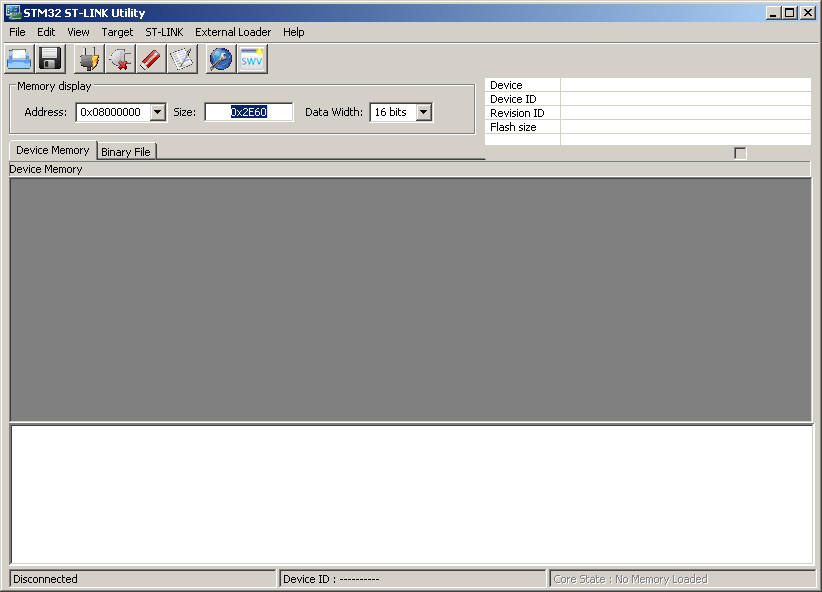 STM32 ST-LINK Utility
File Edit View Target ST-LINK External Loader Help
SWV
Memory display
Address: 0x08000000 Size: 0x2E60 Data Width: 16 bits
Device
Device ID
Revision ID
Flash size
Device Memory Binary File
Device Memory
Disconnected Device ID : ---------- Core State : No Memory Loaded